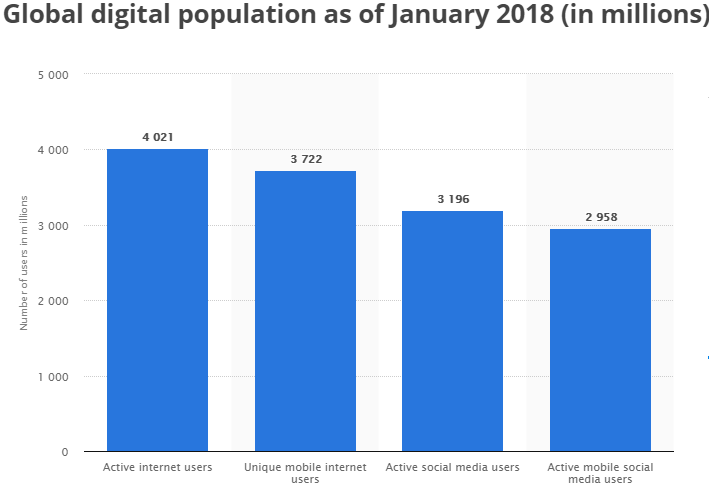 Global digital population as of January 2018 (in millions)
5 000
4 000
3 000
2 000
1 000
0
Number of users in millions
4 021
3 722
3 196
2 958
Active internet users
Unique mobile internet
users
Active social media users
Active mobile social
media users